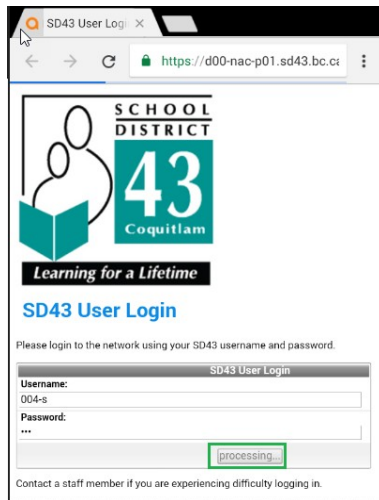 SD43 User Logi
https://d00-nac-p01.sd43.bc.ca
SCHOOL
DISTRICT
43
Coquitlam
Learning for a Lifetime
SD43 User Login
Please login to the network using your SD43 username and password.
SD43 User Login
Username:
004-s
Password:
•••
processing...
Contact a staff member if you are experiencing difficulty logging in.